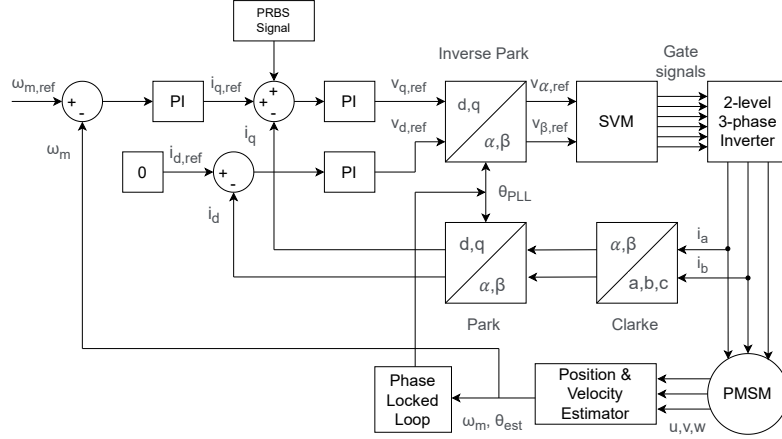 PRBS
Signal
Inverse Park
Gate
signals
ω_m,ref
+
-
PI
i_q,ref
+
+
-
PI
v_q,ref
d,q
α,β
v_α,ref
SVM
2-level
3-phase
Inverter
v_d,ref
v_β,ref
ω_m
i_q
0
i_d,ref
+
-
PI
θ_PLL
i_d
d,q
α,β
Park
α,β
a,b,c
Clarke
i_a
i_b
Phase
Locked
Loop
ω_m, θ_est
Position &
Velocity
Estimator
PMSM
u,v,w